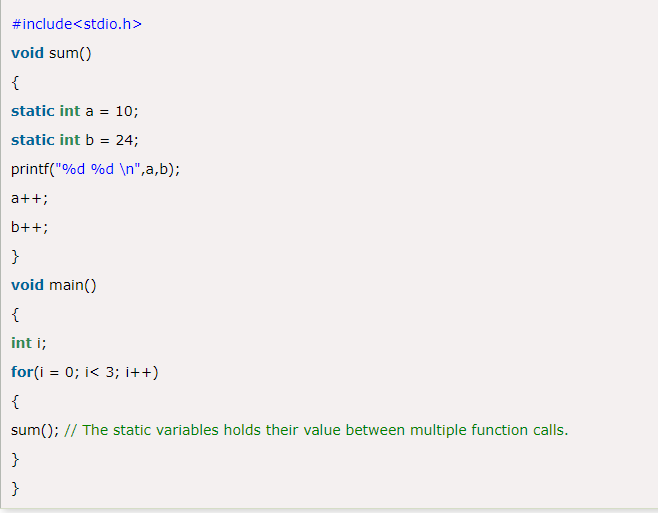 #include<stdio.h>
void sum()
{
static int a = 10;
static int b = 24;
printf("%d %d \n",a,b);
a++;
b++;
}
void main()
{
int i;
for(i = 0; i< 3; i++)
{
sum(); // The static variables holds their value between multiple function calls.
}
}